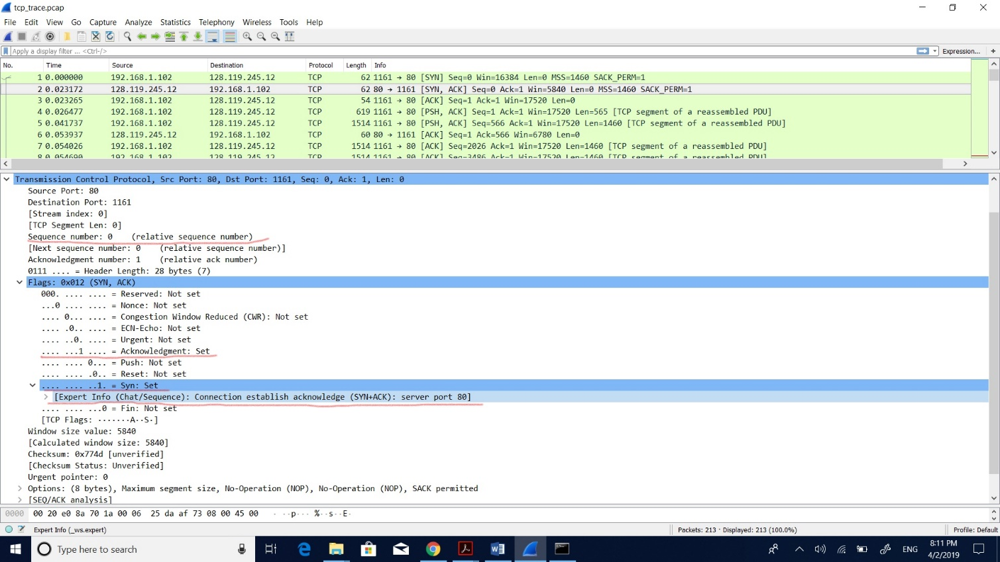 tcp_trace.pcap
File Edit View Go Capture Analyze Statistics Telephony Wireless Tools Help
Apply a display filter ... <Ctrl-/> Expression... +
No. Time Source Destination Protocol Length Info
1 0.000000 192.168.1.102 128.119.245.12 TCP 62 1161 → 80 [SYN] Seq=0 Win=16384 Len=0 MSS=1460 SACK_PERM=1
2 0.023172 128.119.245.12 192.168.1.102 TCP 62 80 → 1161 [SYN, ACK] Seq=0 Ack=1 Win=5840 Len=0 MSS=1460 SACK_PERM=1
3 0.023265 192.168.1.102 128.119.245.12 TCP 54 1161 → 80 [ACK] Seq=1 Ack=1 Win=17520 Len=0
4 0.026477 192.168.1.102 128.119.245.12 TCP 619 1161 → 80 [PSH, ACK] Seq=1 Ack=1 Win=17520 Len=565 [TCP segment of a reassembled PDU]
5 0.041737 192.168.1.102 128.119.245.12 TCP 1514 1161 → 80 [PSH, ACK] Seq=566 Ack=1 Win=17520 Len=1460 [TCP segment of a reassembled PDU]
6 0.053937 128.119.245.12 192.168.1.102 TCP 60 80 → 1161 [ACK] Seq=1 Ack=566 Win=6780 Len=0
7 0.054026 192.168.1.102 128.119.245.12 TCP 1514 1161 → 80 [ACK] Seq=2026 Ack=1 Win=17520 Len=1460 [TCP segment of a reassembled PDU]
8 0.054690 192.168.1.102 128.119.245.12 TCP 1514 1161 → 80 [ACK] Seq=3486 Ack=1 Win=17520 Len=1460 [TCP segment of a reassembled PDU]
Transmission Control Protocol, Src Port: 80, Dst Port: 1161, Seq: 0, Ack: 1, Len: 0
Source Port: 80
Destination Port: 1161
[Stream index: 0]
[TCP Segment Len: 0]
Sequence number: 0 (relative sequence number)
[Next sequence number: 0 (relative sequence number)]
Acknowledgment number: 1 (relative ack number)
0111 .... = Header Length: 28 bytes (7)
Flags: 0x012 (SYN, ACK)
000. .... .... = Reserved: Not set
...0 .... .... = Nonce: Not set
.... 0... .... = Congestion Window Reduced (CWR): Not set
.... .0.. .... = ECN-Echo: Not set
.... ..0. .... = Urgent: Not set
.... ...1 .... = Acknowledgment: Set
.... .... 0... = Push: Not set
.... .... .0.. = Reset: Not set
.... .... ..1. = Syn: Set
[Expert Info (Chat/Sequence): Connection establish acknowledge (SYN+ACK): server port 80]
.... .... ...0 = Fin: Not set
[TCP Flags: ·······A··S·]
Window size value: 5840
[Calculated window size: 5840]
Checksum: 0x774d [unverified]
[Checksum Status: Unverified]
Urgent pointer: 0
Options: (8 bytes), Maximum segment size, No-Operation (NOP), No-Operation (NOP), SACK permitted
[SEQ/ACK analysis]
0000 00 20 e0 8a 70 1a 00 06 25 da af 73 08 00 45 00 · ··p··· %··s··E·
Expert Info (_ws.expert) Packets: 213 · Displayed: 213 (100.0%) Profile: Default
Type here to search ENG 8:11 PM
4/2/2019